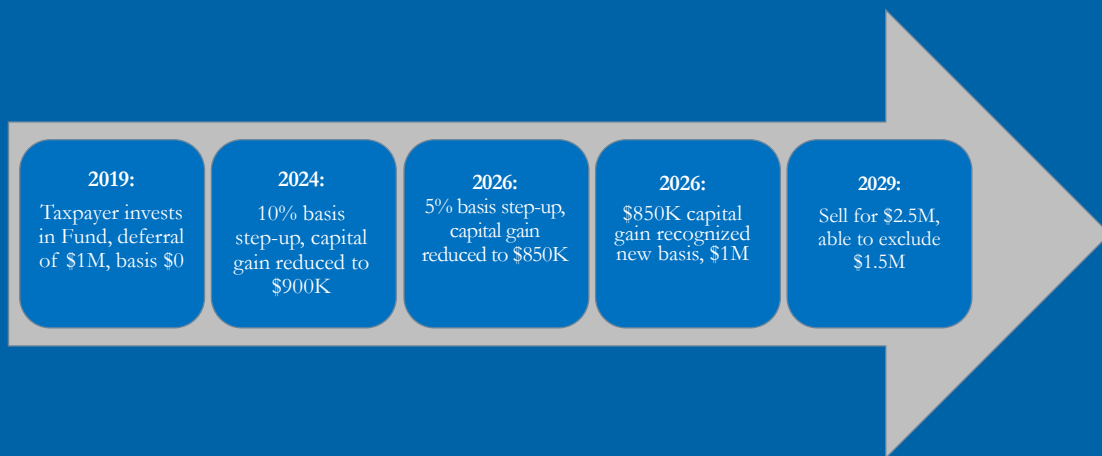 2019:
Taxpayer invests
in Fund, deferral
of $1M, basis $0
2024:
10% basis
step-up, capital
gain reduced to
$900K
2026:
5% basis step-up,
capital gain
reduced to $850K
2026:
$850K capital
gain recognized
new basis, $1M
2029:
Sell for $2.5M,
able to exclude
$1.5M